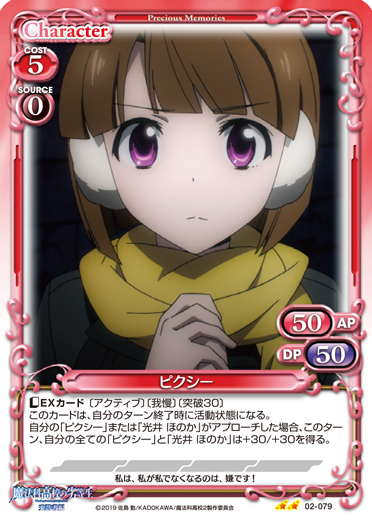 Precious Memories
Character
COST
5
SOURCE
0
50 AP
DP 50
ピクシー
EXカード [アクティブ] [我慢] [突破30]
このカードは、自分のターン終了時に活動状態になる。
自分の「ピクシー」または「光井 ほのか」がアプローチした場合、このターン、自分の全ての「ピクシー」と「光井 ほのか」は+30/+30を得る。
私は、私が私でなくなるのは、嫌です!
魔法科高校の劣等生
来訪者編
©2019 佐島 勤/KADOKAWA/魔法科高校2製作委員会
02-079